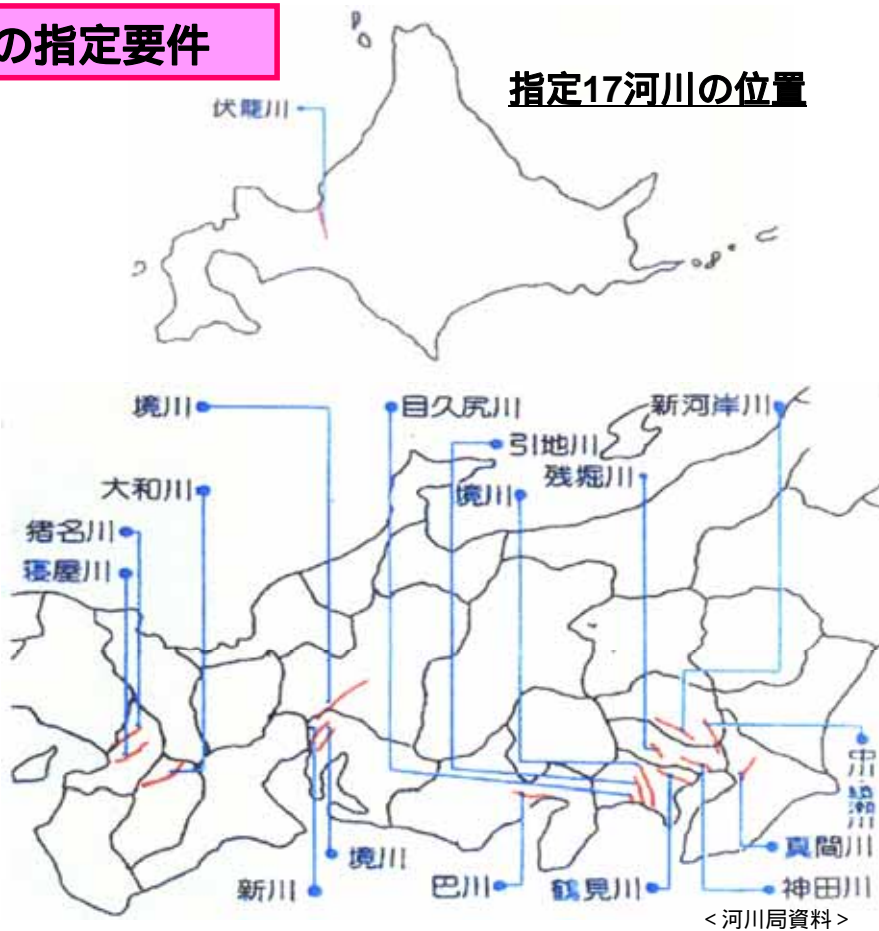 の指定要件
指定17河川の位置
伏籠川
境川
目久尻川
新河岸川
引地川
残堀川
大和川
境川
猪名川
寝屋川
中川・綾瀬川
真間川
境川
新川
巴川
鶴見川
神田川
<河川局資料>